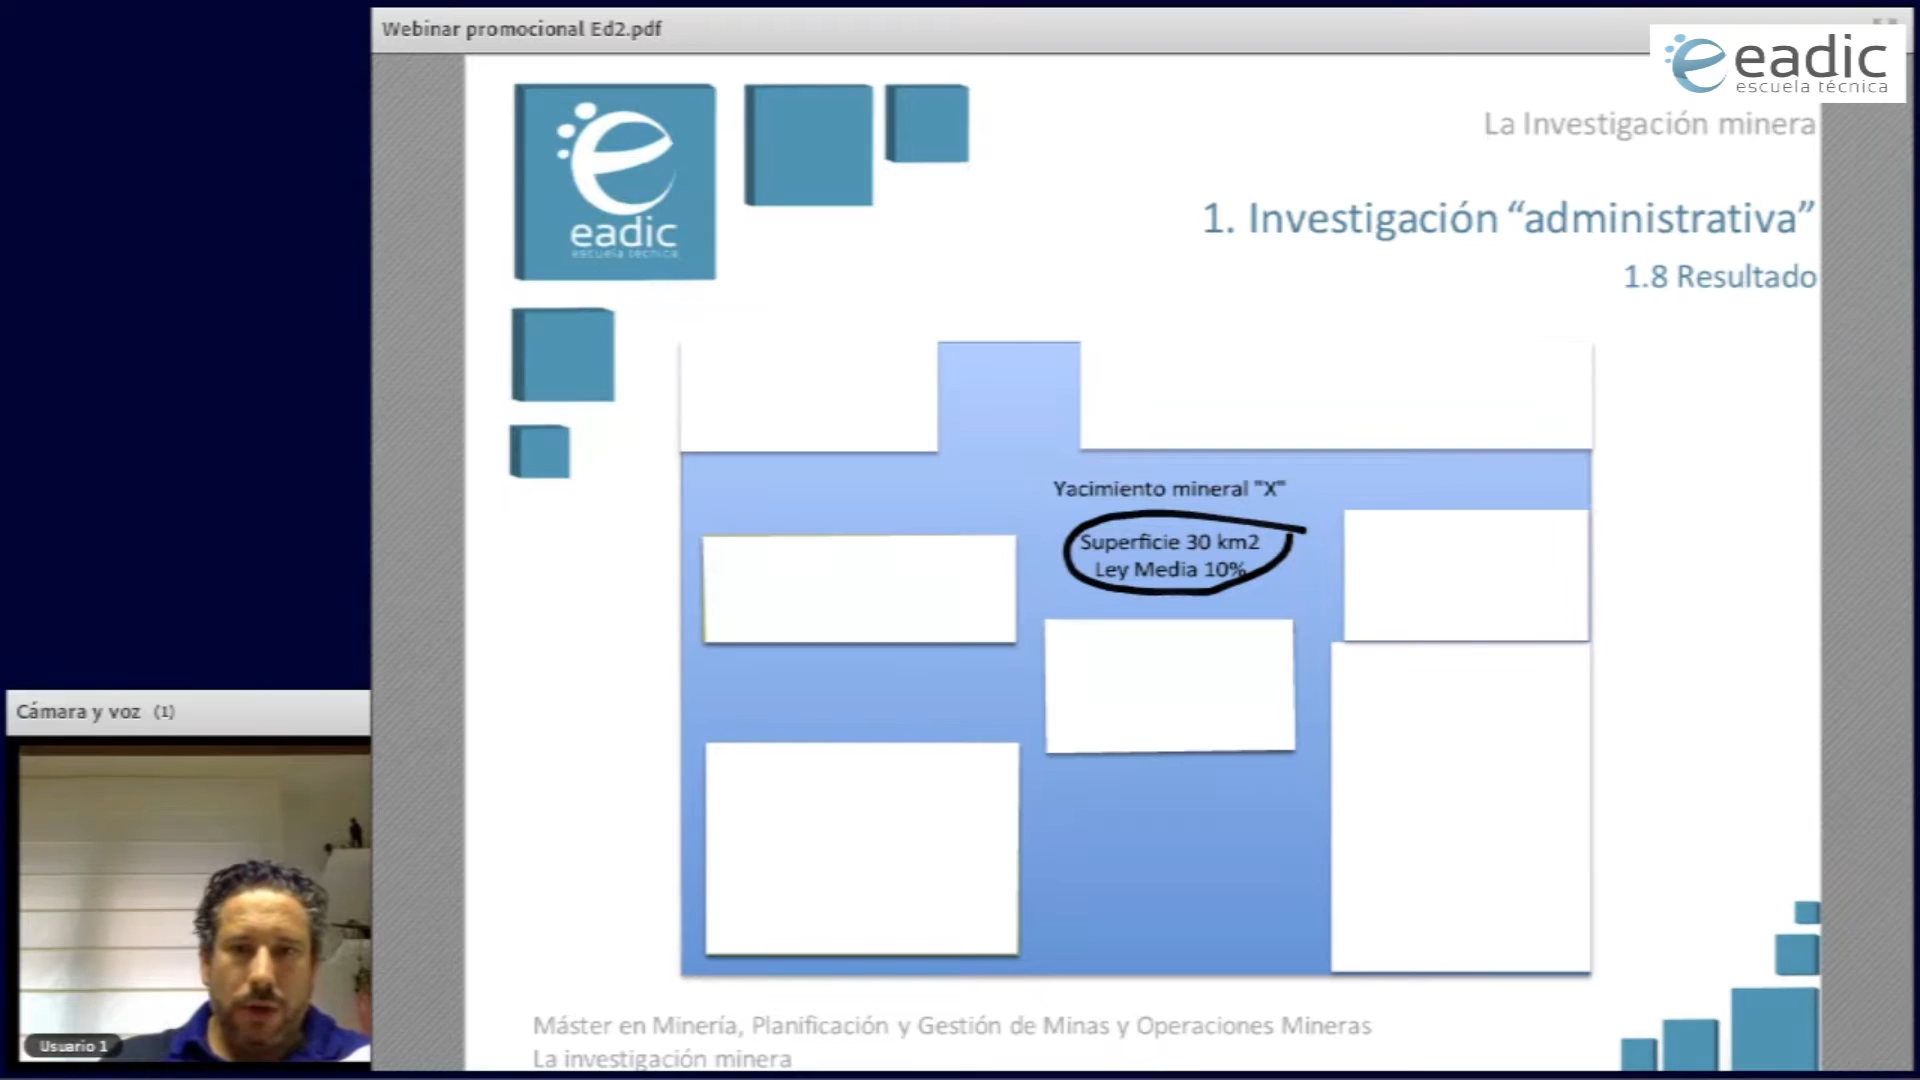 Webinar promocional Ed2.pdf
eadic
escuela técnica
La Investigación minera
1. Investigación “administrativa”
1.8 Resultado
eadic
escuela técnica
Yacimiento mineral "X"
Superficie 30 km2
Ley Media 10%
Cámara y voz (1)
Usuario 1
Máster en Minería, Planificación y Gestión de Minas y Operaciones Mineras
La investigación minera